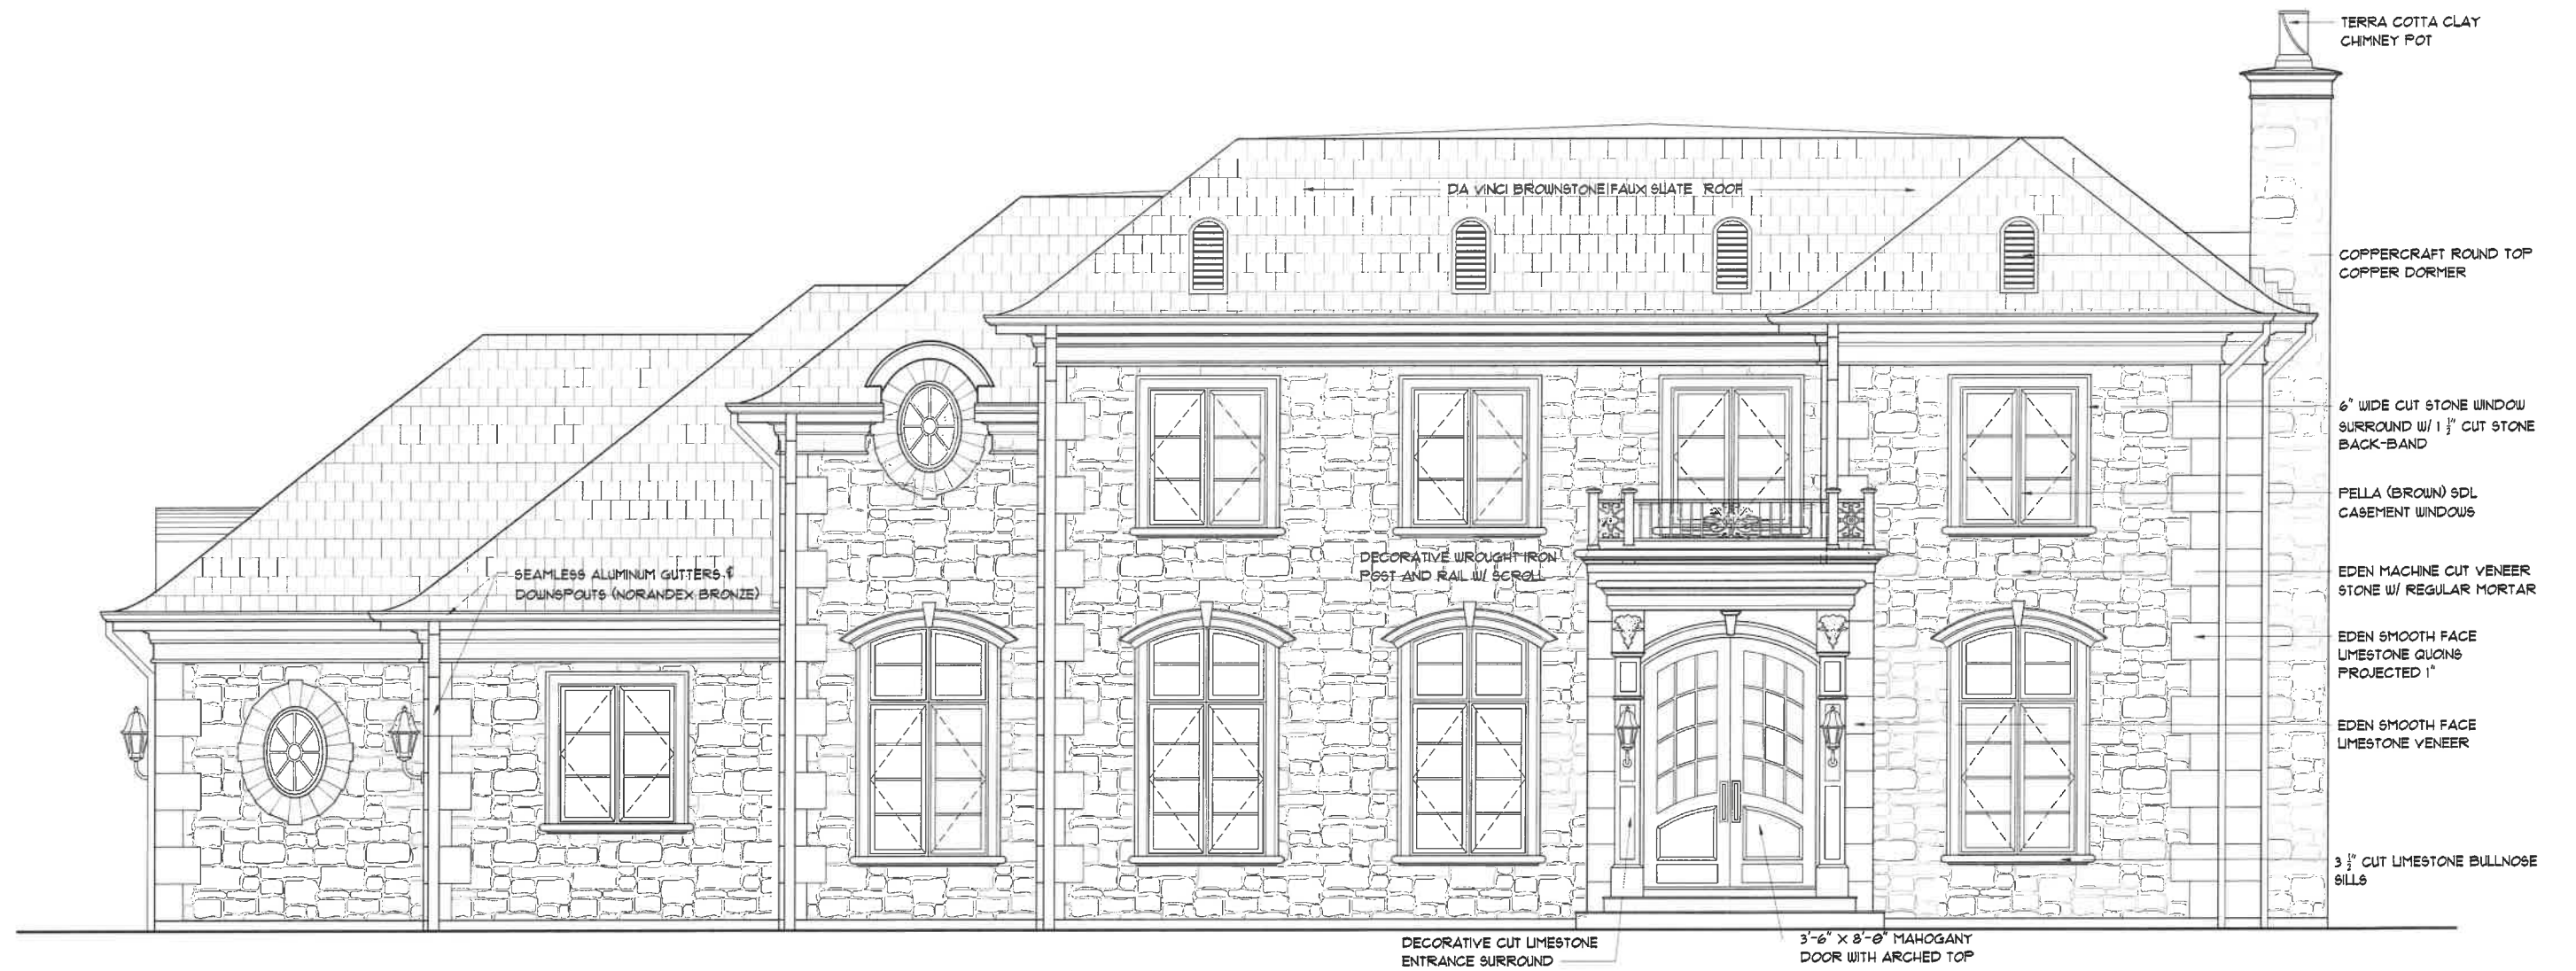 TERRA COTTA CLAY
CHIMNEY POT
DA VINCI BROWNSTONE FAUX SLATE ROOF
COPPERCRAFT ROUND TOP
COPPER DORMER
6" WIDE CUT STONE WINDOW
SURROUND W/ 1 1/2" CUT STONE
BACK-BAND
PELLA (BROWN) SDL
CASEMENT WINDOWS
DECORATIVE WROUGHT IRON
POST AND RAIL W/ SCROLL
SEAMLESS ALUMINUM GUTTERS &
DOWNSPOUTS (NORANDEX BRONZE)
EDEN MACHINE CUT VENEER
STONE W/ REGULAR MORTAR
EDEN SMOOTH FACE
LIMESTONE QUOINS
PROJECTED 1"
EDEN SMOOTH FACE
LIMESTONE VENEER
3 1/2" CUT LIMESTONE BULLNOSE
SILLS
DECORATIVE CUT LIMESTONE
ENTRANCE SURROUND
3'-6" X 8'-0" MAHOGANY
DOOR WITH ARCHED TOP